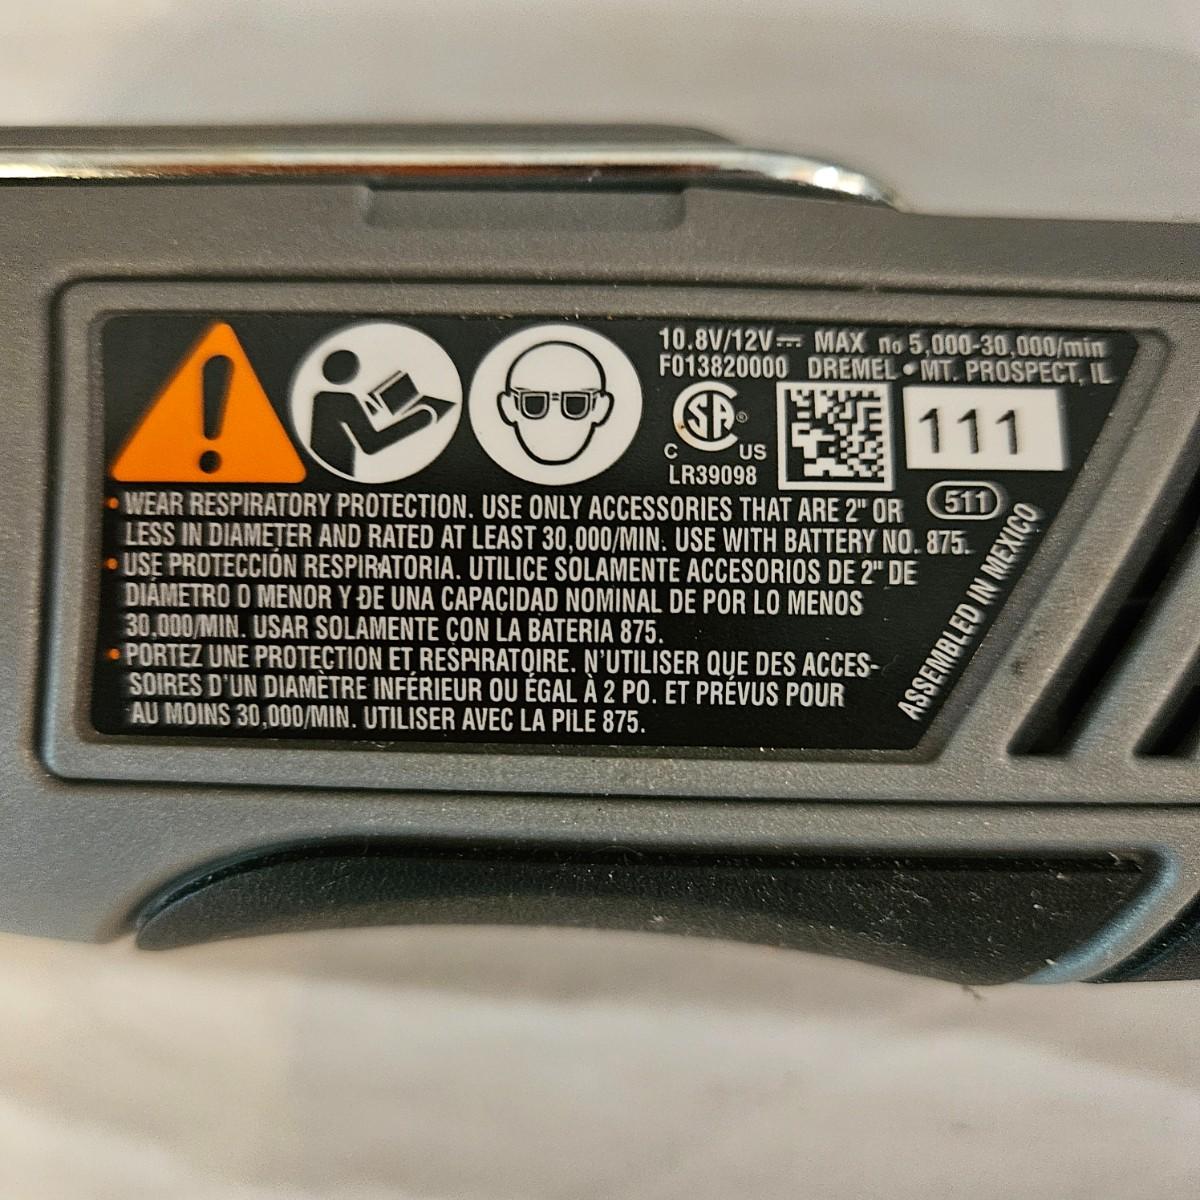 10.8V/12V⎓ MAX no 5,000-30,000/min
F013820000 DREMEL • MT. PROSPECT, IL
CSA®
C US
LR39098
111
511
• WEAR RESPIRATORY PROTECTION. USE ONLY ACCESSORIES THAT ARE 2" OR
LESS IN DIAMETER AND RATED AT LEAST 30,000/MIN. USE WITH BATTERY NO. 875.
• USE PROTECCIÓN RESPIRATORIA. UTILICE SOLAMENTE ACCESORIOS DE 2" DE
DIÁMETRO O MENOR Y DE UNA CAPACIDAD NOMINAL DE POR LO MENOS
30,000/MIN. USAR SOLAMENTE CON LA BATERIA 875.
• PORTEZ UNE PROTECTION ET RESPIRATOIRE. N'UTILISER QUE DES ACCES-
SOIRES D'UN DIAMÈTRE INFÉRIEUR OU ÉGAL À 2 PO. ET PRÉVUS POUR
AU MOINS 30,000/MIN. UTILISER AVEC LA PILE 875.
ASSEMBLED IN MEXICO